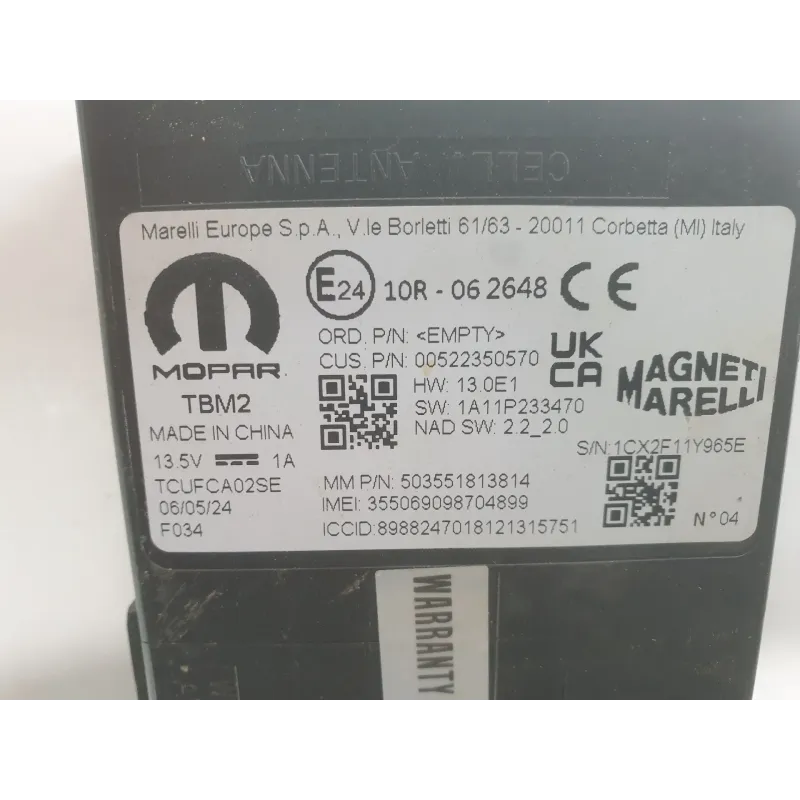 CELL. ANTENNA
Marelli Europe S.p.A., V.le Borletti 61/63 - 20011 Corbetta (MI) Italy
E24 10R - 06 2648 CE
MOPAR
TBM2
MADE IN CHINA
13.5V 1A
TCUFCA02SE
06/05/24
F034
ORD. P/N: <EMPTY>
CUS. P/N: 00522350570
HW: 13.0E1
SW: 1A11P233470
NAD SW: 2.2_2.0
UK
CA
MAGNETI
MARELLI
S/N:1CX2F11Y965E
MM P/N: 503551813814
IMEI: 355069098704899
ICCID:8988247018121315751
N°04
WARRANTY